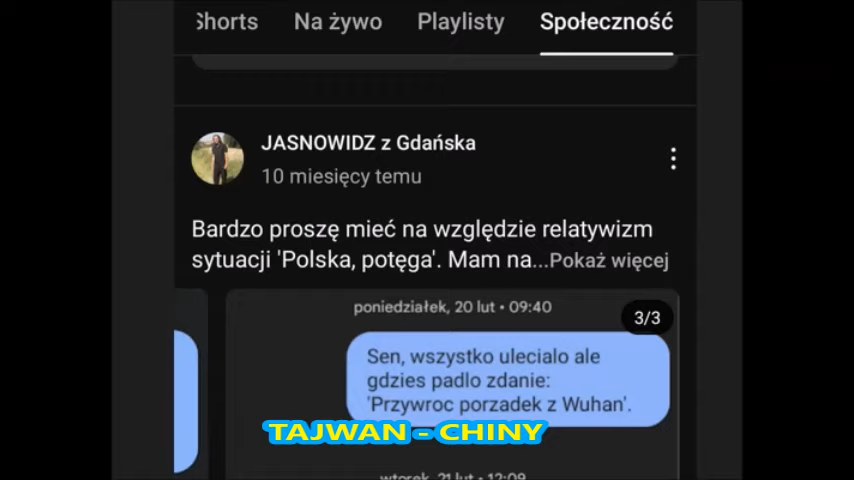 Shorts Na żywo Playlisty Społeczność
JASNOWIDZ z Gdańska
10 miesięcy temu
Bardzo proszę mieć na względzie relatywizm
sytuacji 'Polska, potęga'. Mam na...Pokaż więcej
poniedziałek, 20 lut • 09:40
3/3
Sen, wszystko ulecialo ale
gdzies padlo zdanie:
'Przywroc porzadek z Wuhan'.
TAJWAN - CHINY
wtorek, 21 lut • 12:09